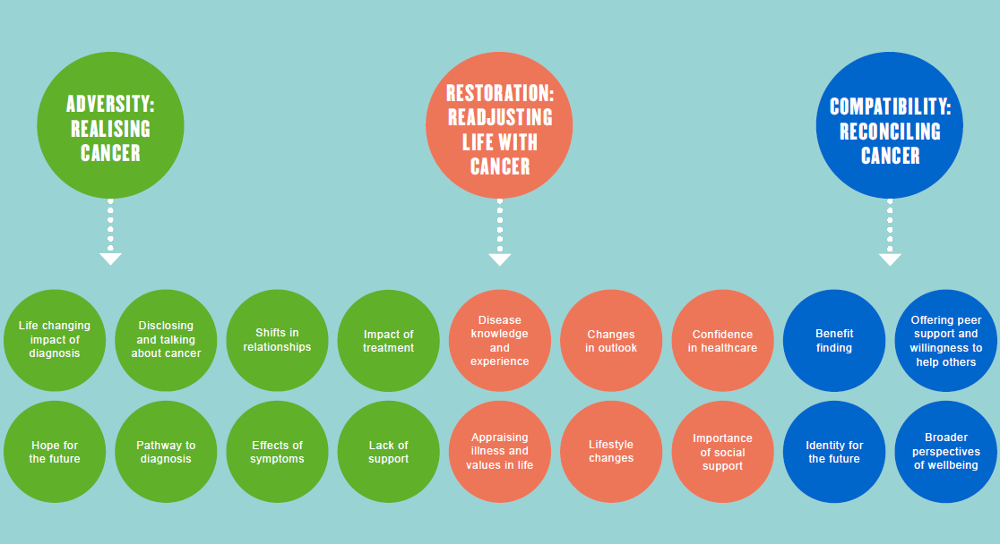 ADVERSITY:
REALISING
CANCER
RESTORATION:
READJUSTING
LIFE WITH
CANCER
COMPATIBILITY:
RECONCILING
CANCER
Life changing
impact of
diagnosis
Disclosing
and talking
about cancer
Shifts in
relationships
Impact of
treatment
Disease
knowledge
and
experience
Changes
in outlook
Confidence
in healthcare
Benefit
finding
Offering peer
support and
willingness to
help others
Hope for
the future
Pathway to
diagnosis
Effects of
symptoms
Lack of
support
Appraising
illness and
values in life
Lifestyle
changes
Importance
of social
support
Identity for
the future
Broader
perspectives
of wellbeing